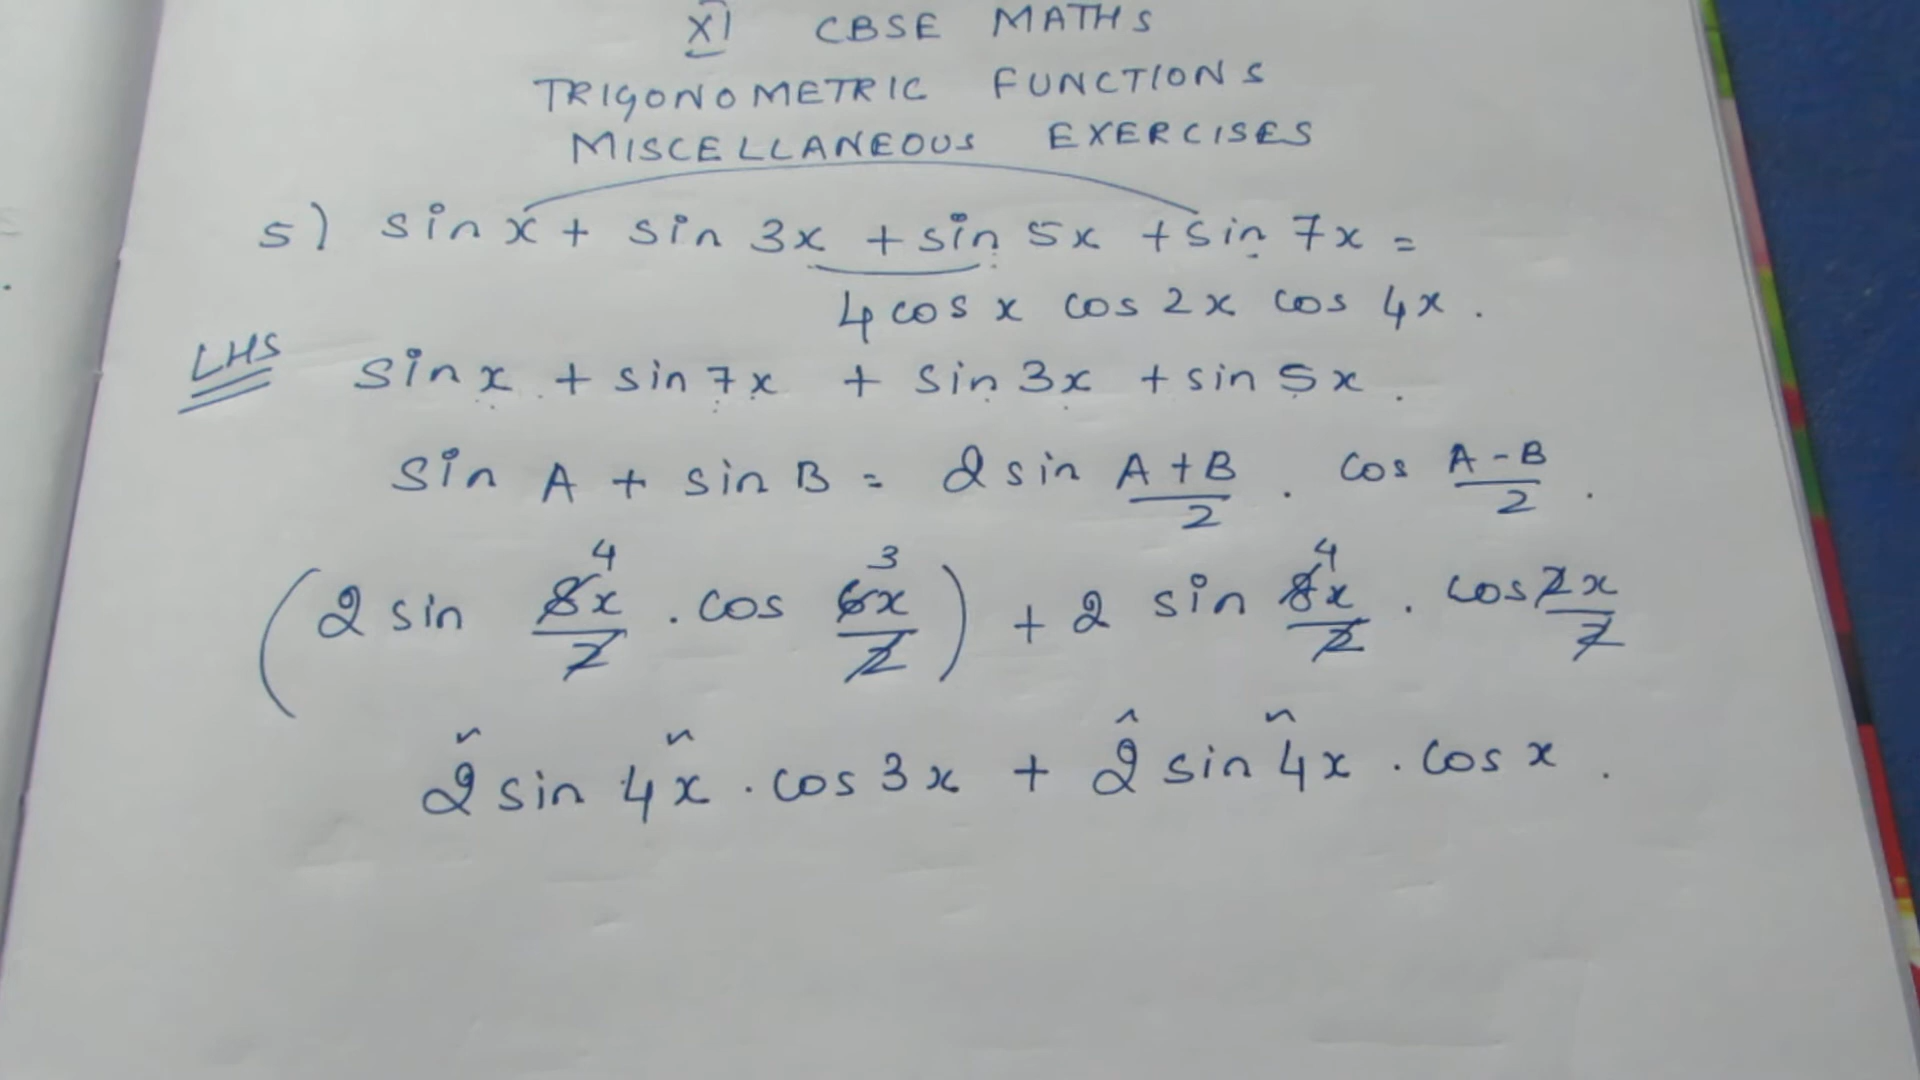 XI CBSE MATHS
TRIGONOMETRIC FUNCTIONS
MISCELLANEOUS EXERCISES
5) sin x + sin 3x + sin 5x + sin 7x =
4 cos x cos 2x cos 4x.
LHS sin x + sin 7x + sin 3x + sin 5x.
sin A + sin B = 2 sin A+B/2 . cos A-B/2.
(2 sin 8x/2 4 . cos 6x/2 3) + 2 sin 8x/2 4 . cos 2x/2
2 sin 4x . cos 3x + 2 sin 4x . cos x.